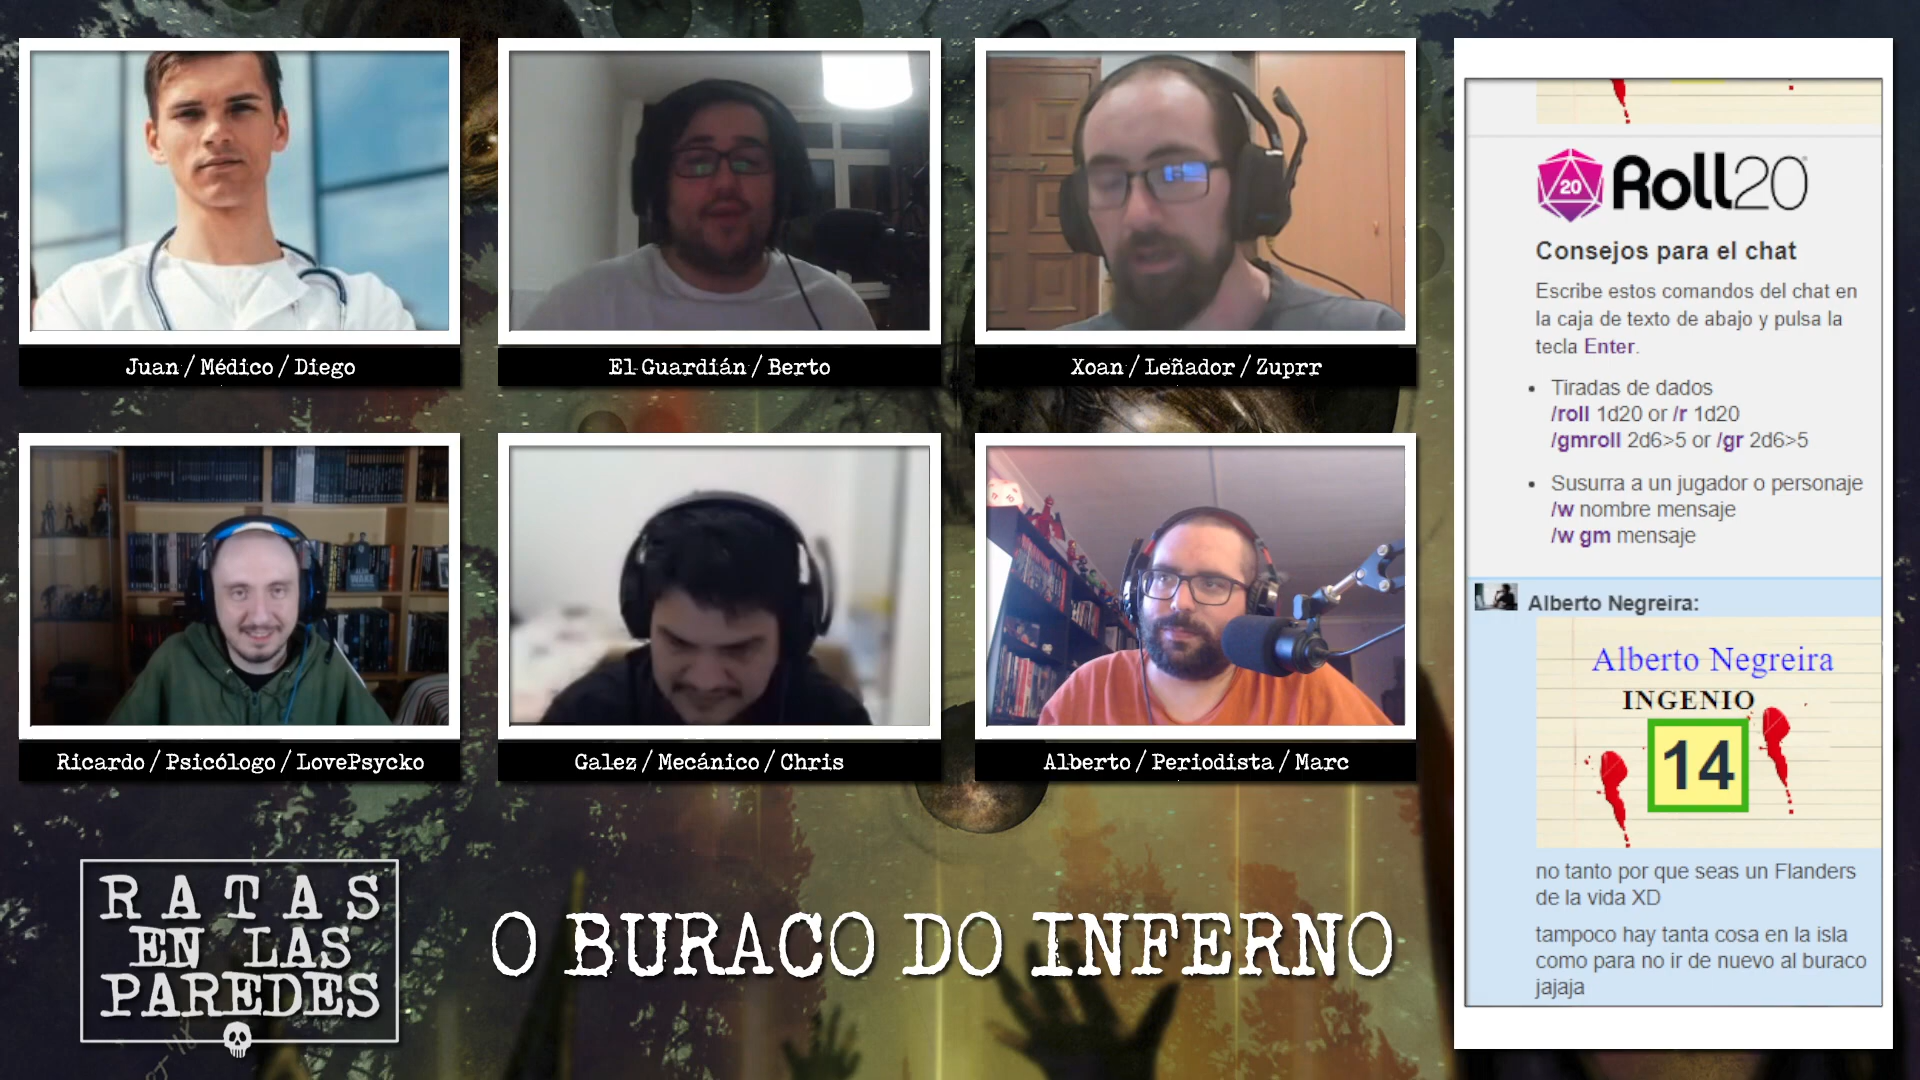 Juan / Médico / Diego
El Guardián / Berto
Xoan / Leñador / Zuprr
Ricardo / Psicólogo / LovePsycko
Galez / Mecánico / Chris
Alberto / Periodista / Marc
ALAN
WAKE
RATAS
EN LAS
PAREDES
O BURACO DO INFERNO
20
Roll20
Consejos para el chat
Escribe estos comandos del chat en
la caja de texto de abajo y pulsa la
tecla Enter.
• Tiradas de dados
/roll 1d20 or /r 1d20
/gmroll 2d6>5 or /gr 2d6>5
• Susurra a un jugador o personaje
/w nombre mensaje
/w gm mensaje
Alberto Negreira:
Alberto Negreira
INGENIO
14
no tanto por que seas un Flanders
de la vida XD
tampoco hay tanta cosa en la isla
como para no ir de nuevo al buraco
jajaja